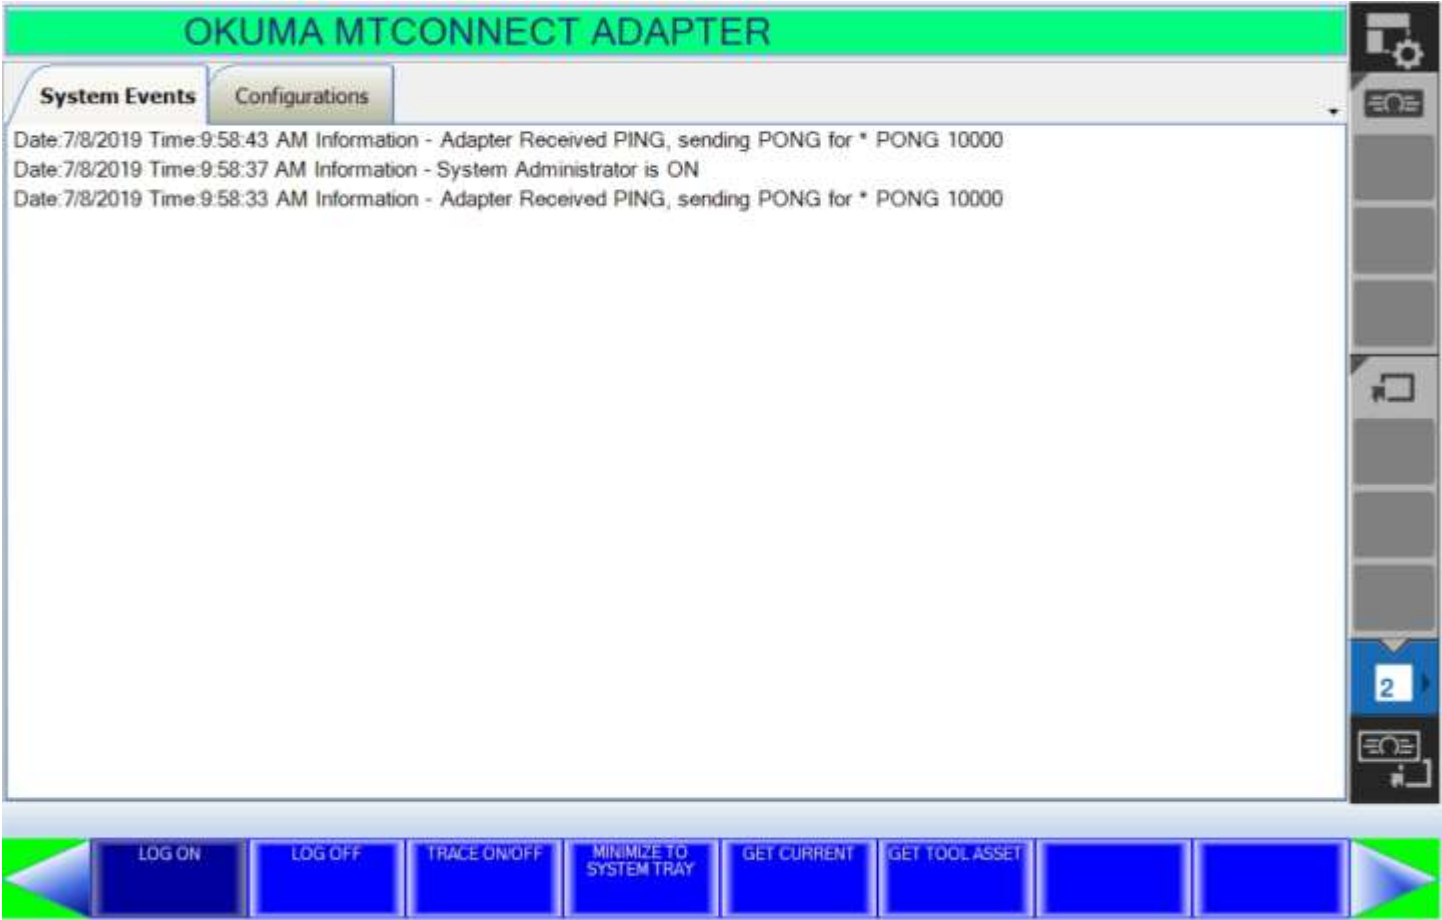 OKUMA MTCONNECT ADAPTER
System Events
Configurations
Date:7/8/2019 Time:9:58:43 AM Information - Adapter Received PING, sending PONG for * PONG 10000
Date:7/8/2019 Time:9:58:37 AM Information - System Administrator is ON
Date:7/8/2019 Time:9:58:33 AM Information - Adapter Received PING, sending PONG for * PONG 10000
2
LOG ON
LOG OFF
TRACE ON/OFF
MINIMIZE TO
SYSTEM TRAY
GET CURRENT
GET TOOL ASSET